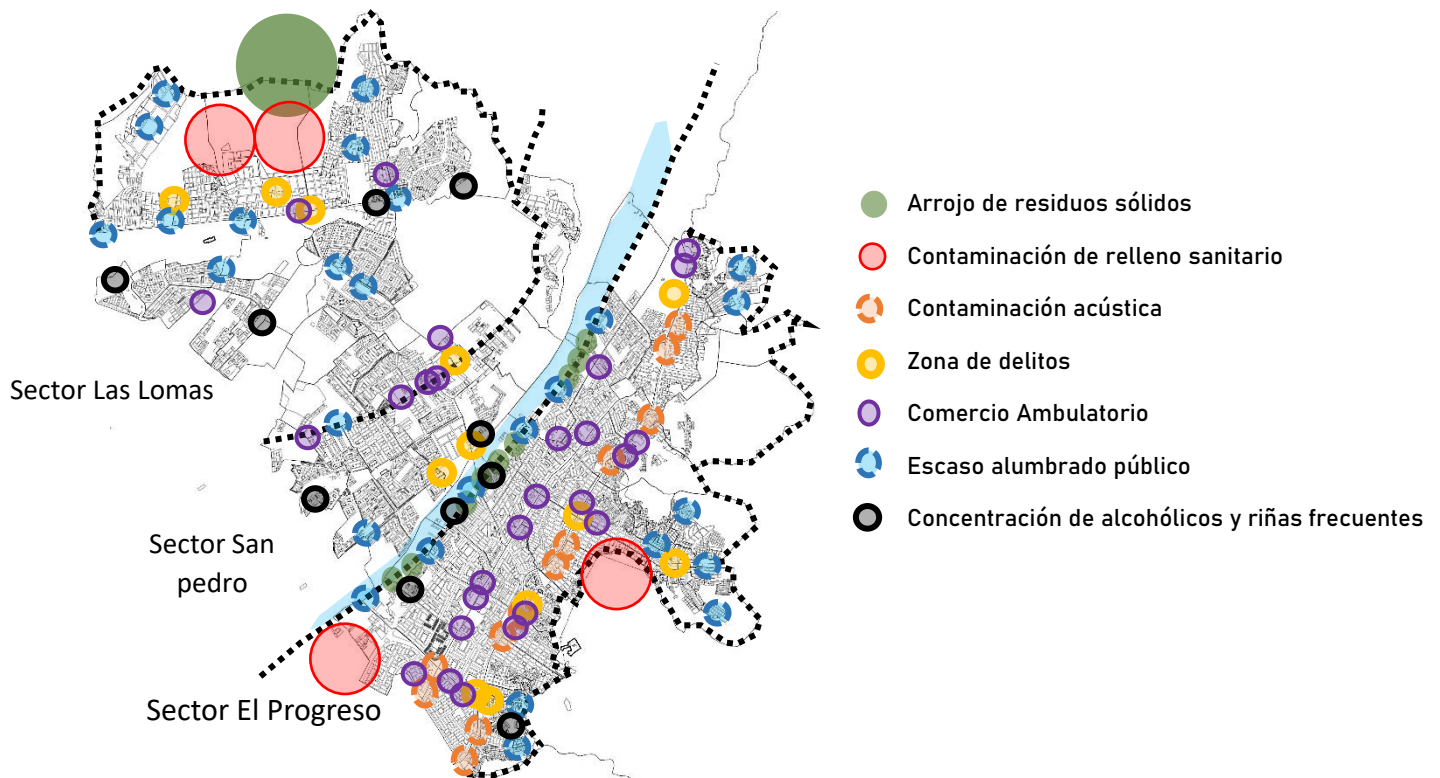 Arrojo de residuos sólidos
Contaminación de relleno sanitario
Contaminación acústica
Zona de delitos
Comercio Ambulatorio
Escaso alumbrado público
Concentración de alcohólicos y riñas frecuentes
Sector Las Lomas
Sector San
pedro
Sector El Progreso